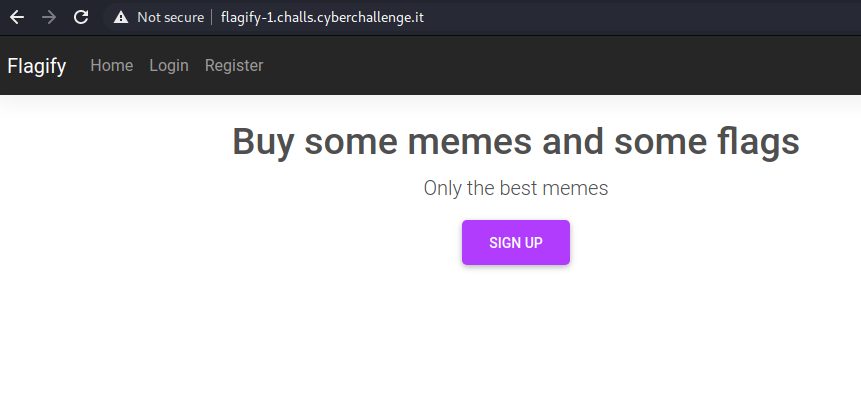 Not secure flagify-1.challs.cyberchallenge.it
Flagify Home Login Register
Buy some memes and some flags
Only the best memes
SIGN UP